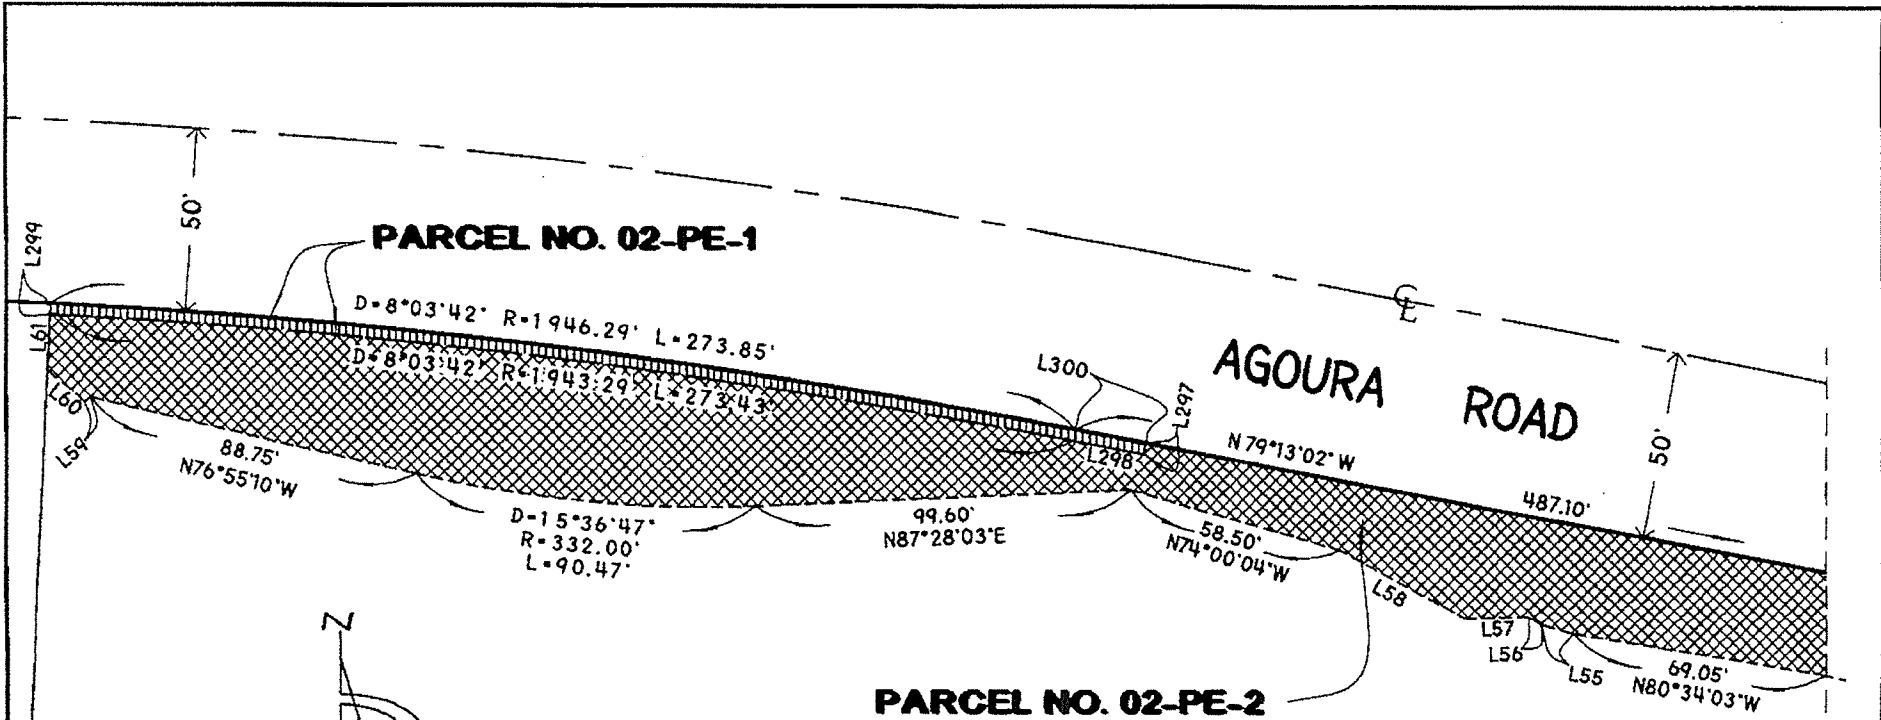 50'
L299
PARCEL NO. 02-PE-1
D=8°03'42" R=1946.29' L=273.85'
D=8°03'42" R=1943.29' L=273.43'
L61
L60
L59
88.75'
N76°55'10"W
D=15°36'47"
R=332.00'
L=90.47'
99.60'
N87°28'03"E
L300
L297
L298
CL
AGOURA ROAD
N79°13'02"W
487.10'
50'
58.50'
N74°00'04"W
L58
L57
L56
L55
69.05'
N80°34'03"W
PARCEL NO. 02-PE-2
N